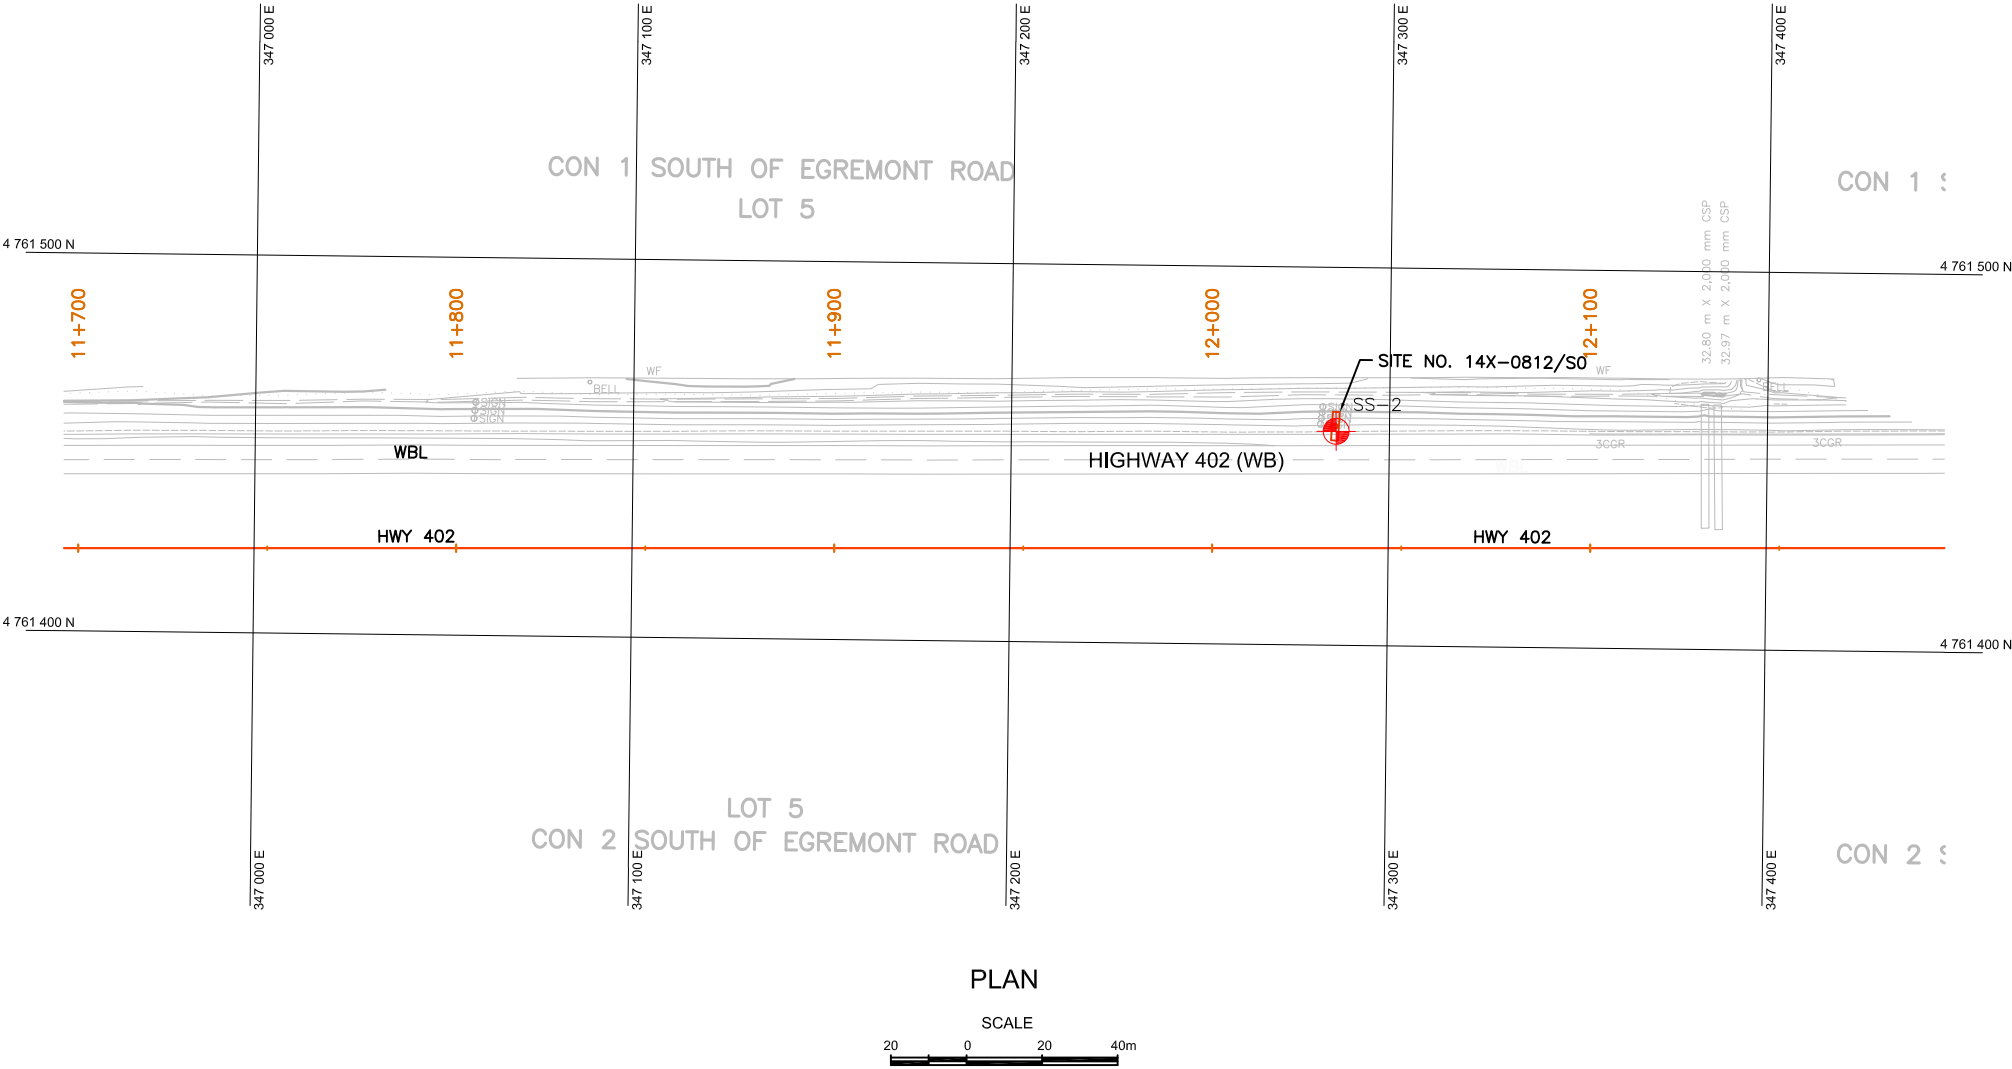 347 000 E
347 100 E
347 200 E
347 300 E
347 400 E
CON 1 SOUTH OF EGREMONT ROAD
LOT 5
CON 1 S
32.80 m X 2,000 mm CSP
32.97 m X 2,000 mm CSP
4 761 500 N
4 761 500 N
11+700
11+800
11+900
12+000
12+100
SITE NO. 14X-0812/S0
WF
WF
BELL
BELL
SIGN
SIGN
SIGN
SS-2
SIGN
WBL
HIGHWAY 402 (WB)
3CGR
3CGR
WBL
HWY 402
HWY 402
4 761 400 N
4 761 400 N
LOT 5
CON 2 SOUTH OF EGREMONT ROAD
CON 2 S
347 000 E
347 100 E
347 200 E
347 300 E
347 400 E
PLAN
SCALE
20 0 20 40m